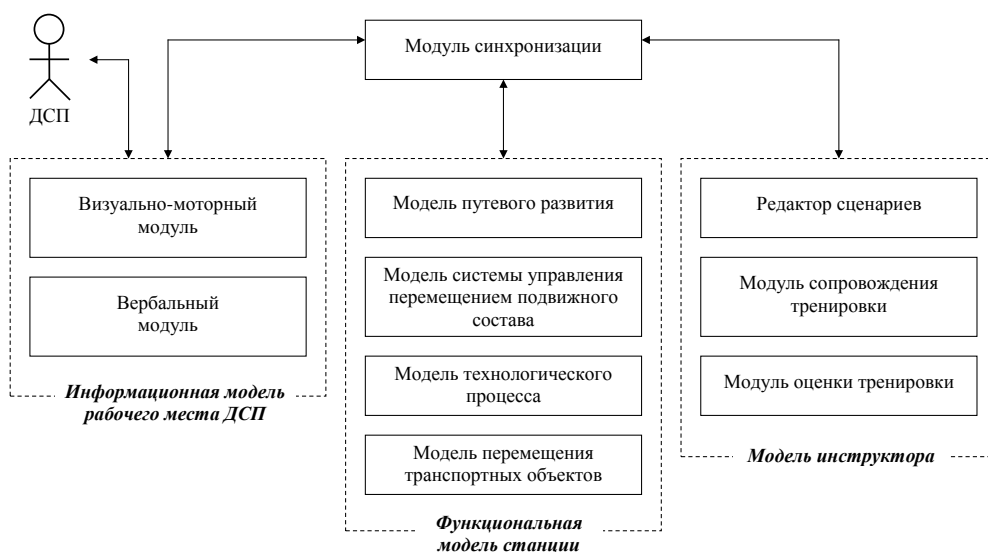 Модуль синхронизации
ДСП
Визуально-моторный
модуль
Вербальный
модуль
Информационная модель
рабочего места ДСП
Модель путевого развития
Модель системы управления
перемещением подвижного
состава
Модель технологического
процесса
Модель перемещения
транспортных объектов
Функциональная
модель станции
Редактор сценариев
Модуль сопровождения
тренировки
Модуль оценки тренировки
Модель инструктора